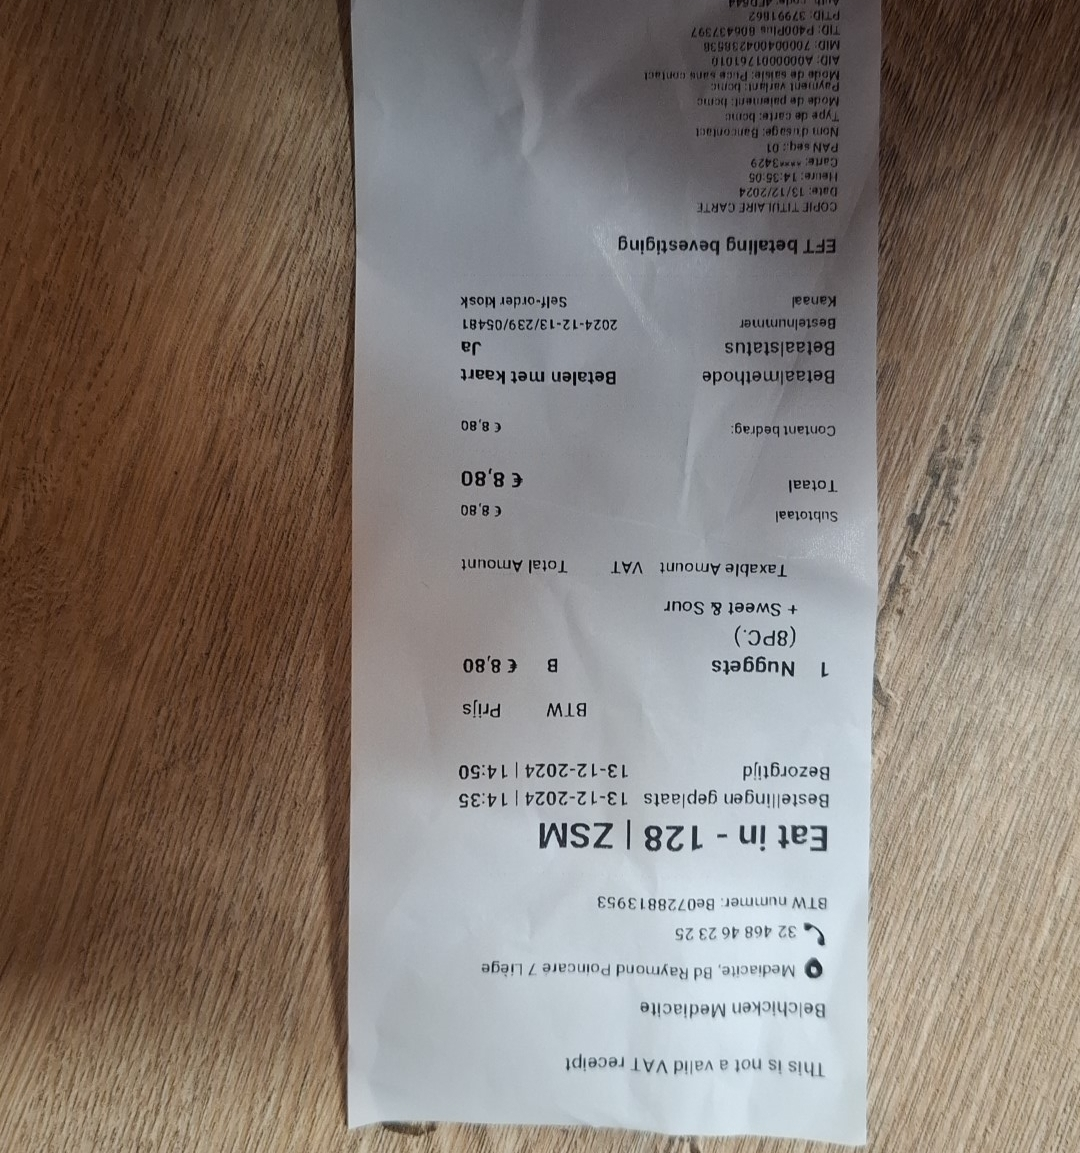 This is not a valid VAT receipt
Belchicken Mediacite
Mediacite, Bd Raymond Poincare 7 Liège
32 468 46 23 25
BTW nummer: Be0728813953
Eat in - 128 | ZSM
Bestellingen geplaats 13-12-2024 | 14:35
Bezorgtijd 13-12-2024 | 14:50
BTW Prijs
1 Nuggets B € 8,80
(8PC.)
+ Sweet & Sour
Taxable Amount VAT Total Amount
Subtotaal € 8,80
Totaal € 8,80
Contant bedrag: € 8,80
Betaalmethode Betalen met kaart
Betaalstatus Ja
Bestelnummer 2024-12-13/239/05481
Kanaal Self-order kiosk
EFT betaling bevestiging
COPIE TITULAIRE CARTE
Date: 13/12/2024
Heure: 14:35:05
Carte: ****3429
PAN seq.: 01
Nom d'usage: Bancontact
Type de carte: bcmc
Mode de paiement: bcmc
Payment variant: bcmc
Mode de saisie: Puce sans contact
AID: A0000001761010
MID: 700004004238538
TID: P400Plus 806437397
PTID: 37991862
Auth. code: